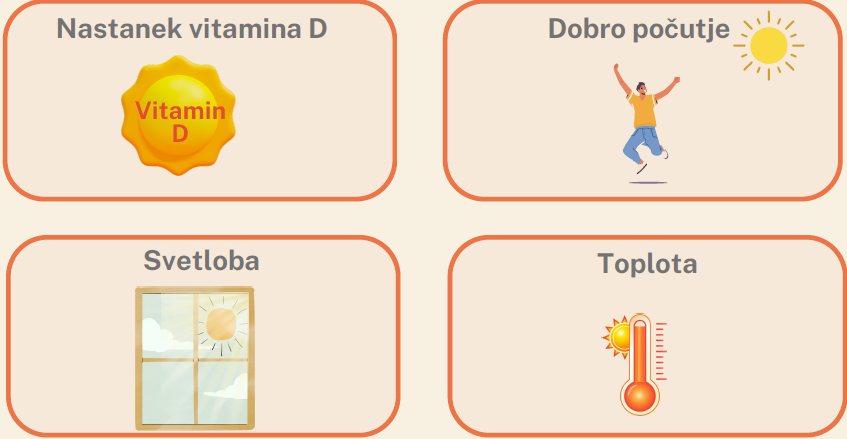 Nastanek vitamina D
Vitamin
D
Dobro počutje
Svetloba
Toplota